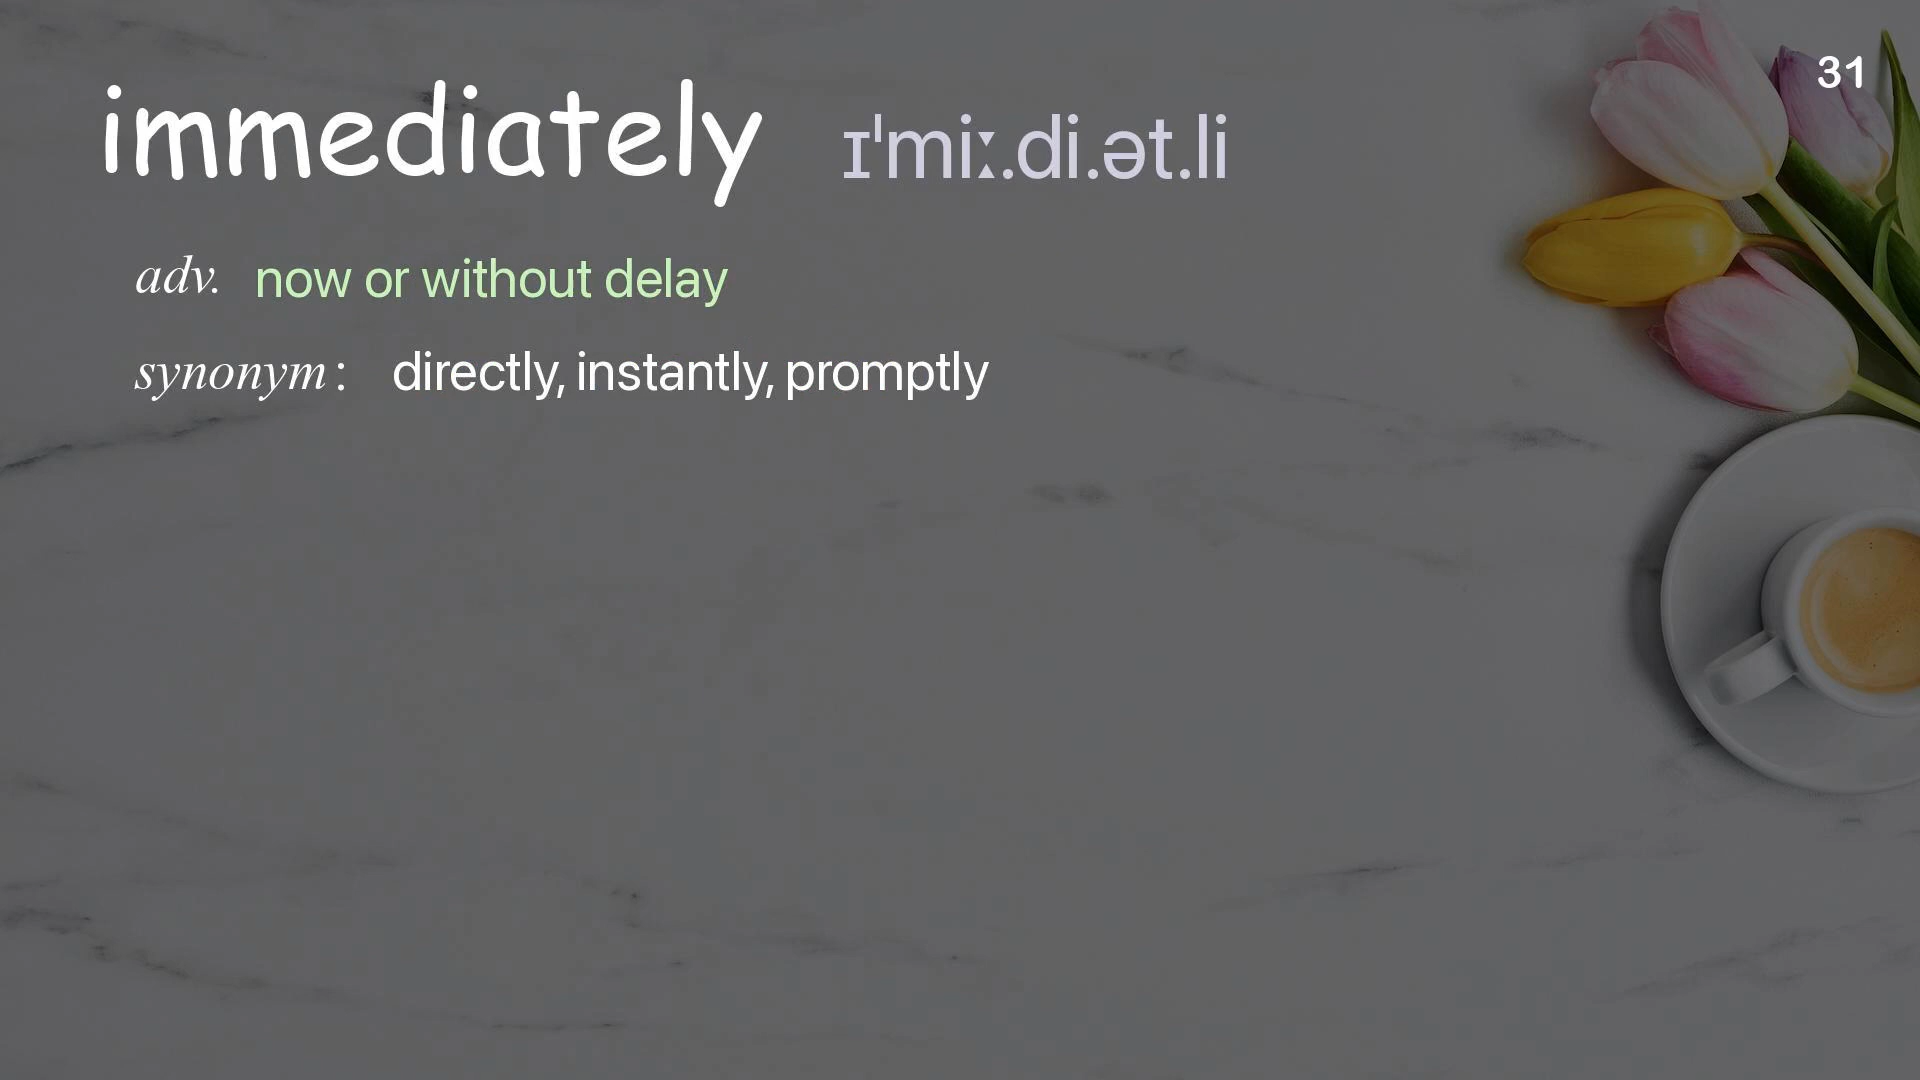 31
immediately ɪˈmiː.di.ət.li
adv. now or without delay
synonym: directly, instantly, promptly